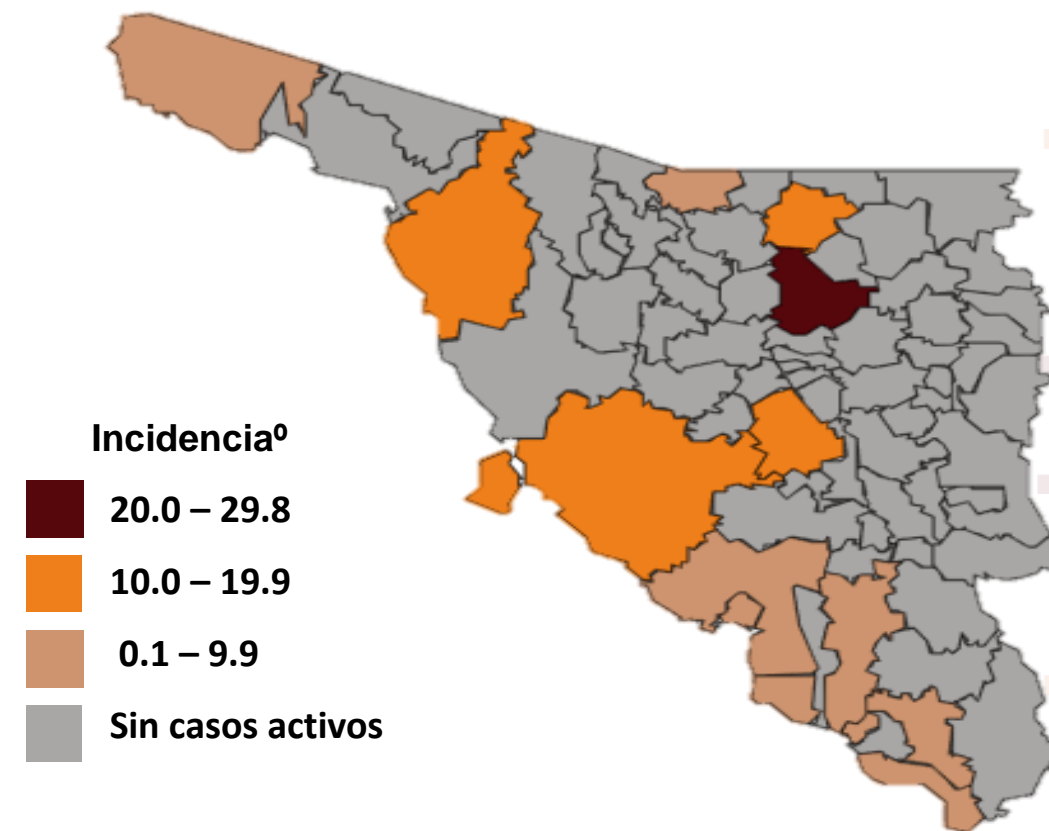 Incidenciaº
20.0 – 29.8
10.0 – 19.9
0.1 – 9.9
Sin casos activos